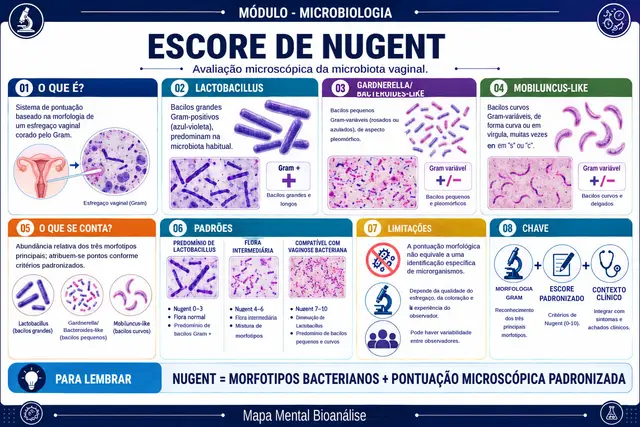 MÓDULO - MICROBIOLOGIA
ESCORE DE NUGENT
Avaliação microscópica da microbiota vaginal.
01 O QUE É?
Sistema de pontuação
baseado na morfologia de
um esfregaço vaginal
corado pelo Gram.
Esfregaço vaginal (Gram)
02 LACTOBACILLUS
Bacilos grandes
Gram-positivos
(azul-violeta),
predominam na
microbiota habitual.
Gram +
+
Bacilos grandes e
longos
03 GARDNERELLA/
BACTEROIDES-LIKE
Bacilos pequenos
Gram-variáveis (rosados ou
azulados), de aspecto
pleomórfico.
Gram variável
+/−
Bacilos pequenos
e pleomórficos
04 MOBILUNCUS-LIKE
Bacilos curvos
Gram-variáveis,
de forma curva ou em
vírgula, muitas vezes
en em "s" ou "c".
Gram variável
+/−
Bacilos curvos e
delgados
05 O QUE SE CONTA?
Abundância relativa dos três morfotipos
principais; atribuem-se pontos conforme
critérios padronizados.
Lactobacillus
(bacilos grandes)
Gardnerella/
Bacteroides-like
(bacilos pequenos)
Mobiluncus-like
(bacilos curvos)
06 PADRÕES
PREDOMÍNIO DE
LACTOBACILLUS
• Nugent 0–3
• Flora normal
• Predomínio de
bacilos Gram +
FLORA
INTERMEDIÁRIA
• Nugent 4–6
• Flora intermediária
• Mistura de
morfotipos
COMPATÍVEL COM
VAGINOSE BACTERIANA
• Nugent 7–10
• Diminuição de
Lactobacillus
• Predomínio de bacilos
pequenos e curvos
07 LIMITAÇÕES
A pontuação morfológica
não equivale a uma
identificação específica
de microrganismos.
Depende da qualidade do
esfregaço, da coloração e
experiência do
observador.
Pode haver variabilidade
entre observadores.
08 CHAVE
MORFOLOGIA
GRAM
Reconhecimento
dos três
principais
morfotipos.
+
ESCORE
PADRONIZADO
Critérios de
Nugent (0-10).
+
CONTEXTO
CLÍNICO
Integrar com
sintomas e
achados clínicos.
PARA LEMBRAR
NUGENT = MORFOTIPOS BACTERIANOS + PONTUAÇÃO MICROSCÓPICA PADRONIZADA
Mapa Mental Bioanálise